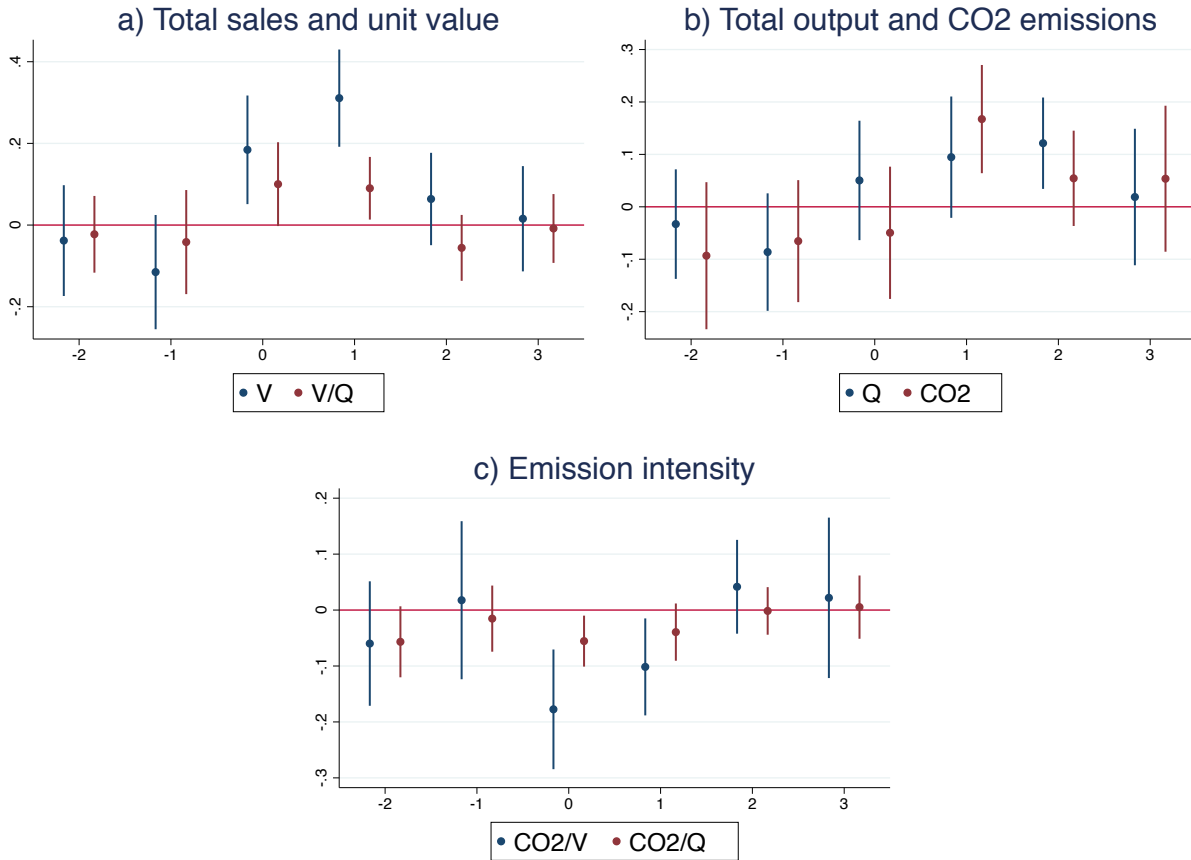 a) Total sales and unit value
.4
.2
0
-.2
-2 -1 0 1 2 3
V V/Q
b) Total output and CO2 emissions
.3
.2
.1
0
-.1
-.2
-2 -1 0 1 2 3
Q CO2
c) Emission intensity
.2
.1
0
-.1
-.2
-.3
-2 -1 0 1 2 3
CO2/V CO2/Q